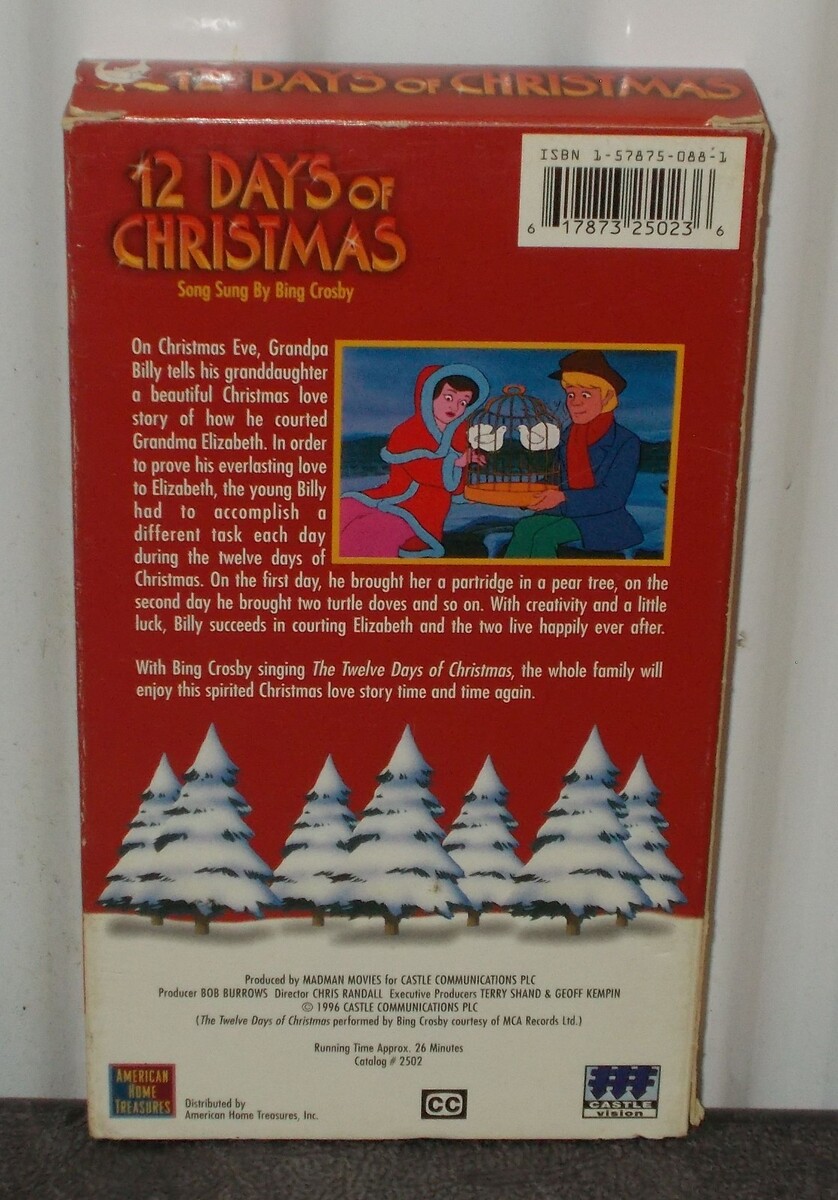 12 DAYS OF CHRISTMAS
12 DAYS OF
CHRISTMAS
Song Sung By Bing Crosby
ISBN 1-57875-088-1
6 17873 25023 6
On Christmas Eve, Grandpa
Billy tells his granddaughter
a beautiful Christmas love
story of how he courted
Grandma Elizabeth. In order
to prove his everlasting love
to Elizabeth, the young Billy
had to accomplish a
different task each day
during the twelve days of
Christmas. On the first day, he brought her a partridge in a pear tree, on the
second day he brought two turtle doves and so on. With creativity and a little
luck, Billy succeeds in courting Elizabeth and the two live happily ever after.
With Bing Crosby singing The Twelve Days of Christmas, the whole family will
enjoy this spirited Christmas love story time and time again.
Produced by MADMAN MOVIES for CASTLE COMMUNICATIONS PLC
Producer BOB BURROWS Director CHRIS RANDALL Executive Producers TERRY SHAND & GEOFF KEMPIN
© 1996 CASTLE COMMUNICATIONS PLC
(The Twelve Days of Christmas performed by Bing Crosby courtesy of MCA Records Ltd.)
Running Time Approx. 26 Minutes
Catalog # 2502
AMERICAN
HOME
TREASURES
Distributed by
American Home Treasures, Inc.
CC
CASTLE
vision